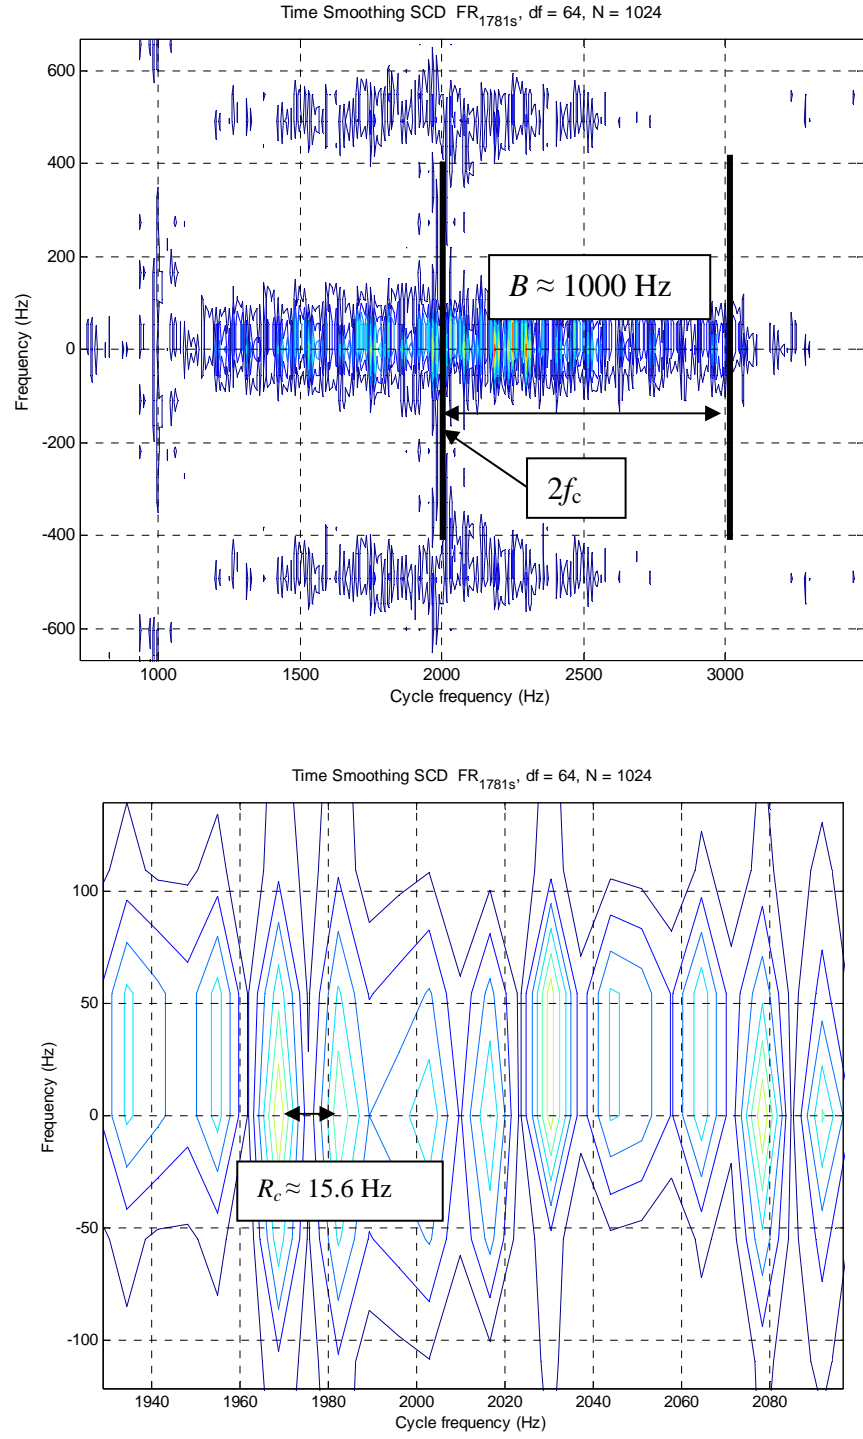 Time Smoothing SCD FR1781s, df = 64, N = 1024
600
400
200
0
-200
-400
-600
Frequency (Hz)
B ≈ 1000 Hz
2fc
1000 1500 2000 2500 3000
Cycle frequency (Hz)
Time Smoothing SCD FR1781s, df = 64, N = 1024
100
50
0
-50
-100
Frequency (Hz)
Rc ≈ 15.6 Hz
1940 1960 1980 2000 2020 2040 2060 2080
Cycle frequency (Hz)